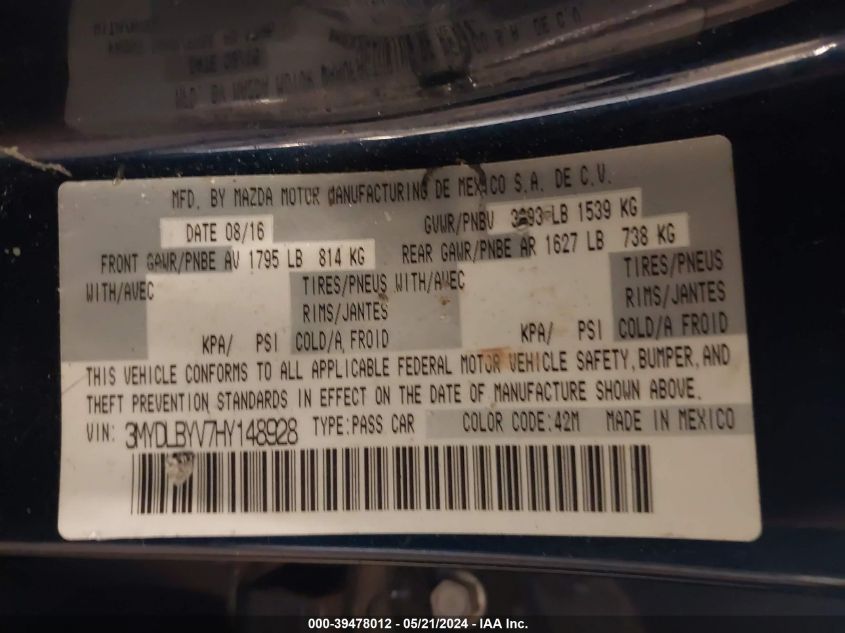 MFD. BY MAZDA MOTOR MANUFACTURING DE MEXICO S.A. DE C.V.
DATE 08/16 GVWR/PNBV 3393 LB 1539 KG
FRONT GAWR/PNBE AV 1795 LB 814 KG REAR GAWR/PNBE AR 1627 LB 738 KG
WITH/AVEC TIRES/PNEUS WITH/AVEC TIRES/PNEUS
RIMS/JANTES RIMS/JANTES
KPA/ PSI COLD/A FROID KPA/ PSI COLD/A FROID
THIS VEHICLE CONFORMS TO ALL APPLICABLE FEDERAL MOTOR VEHICLE SAFETY, BUMPER, AND
THEFT PREVENTION STANDARDS IN EFFECT ON THE DATE OF MANUFACTURE SHOWN ABOVE.
VIN: 3MYDLBYV7HY148928 TYPE:PASS CAR COLOR CODE:42M MADE IN MEXICO
000-39478012 - 05/21/2024 - IAA Inc.